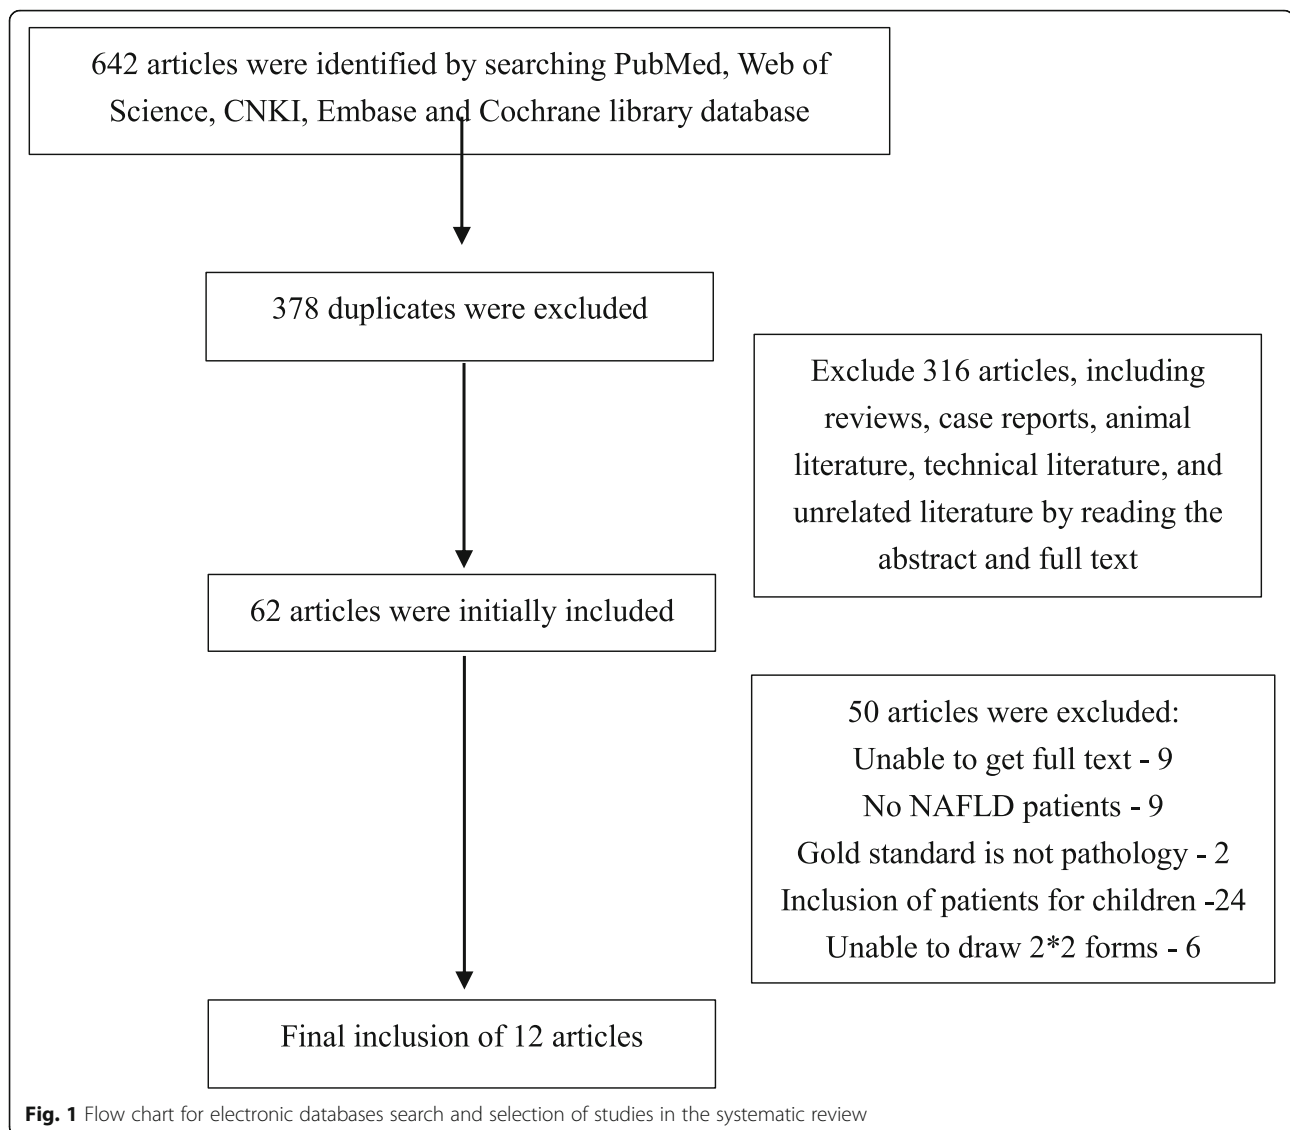 642 articles were identified by searching PubMed, Web of
Science, CNKI, Embase and Cochrane library database
378 duplicates were excluded
Exclude 316 articles, including
reviews, case reports, animal
literature, technical literature, and
unrelated literature by reading the
abstract and full text
62 articles were initially included
50 articles were excluded:
Unable to get full text - 9
No NAFLD patients - 9
Gold standard is not pathology - 2
Inclusion of patients for children -24
Unable to draw 2*2 forms - 6
Final inclusion of 12 articles
Fig. 1 Flow chart for electronic databases search and selection of studies in the systematic review